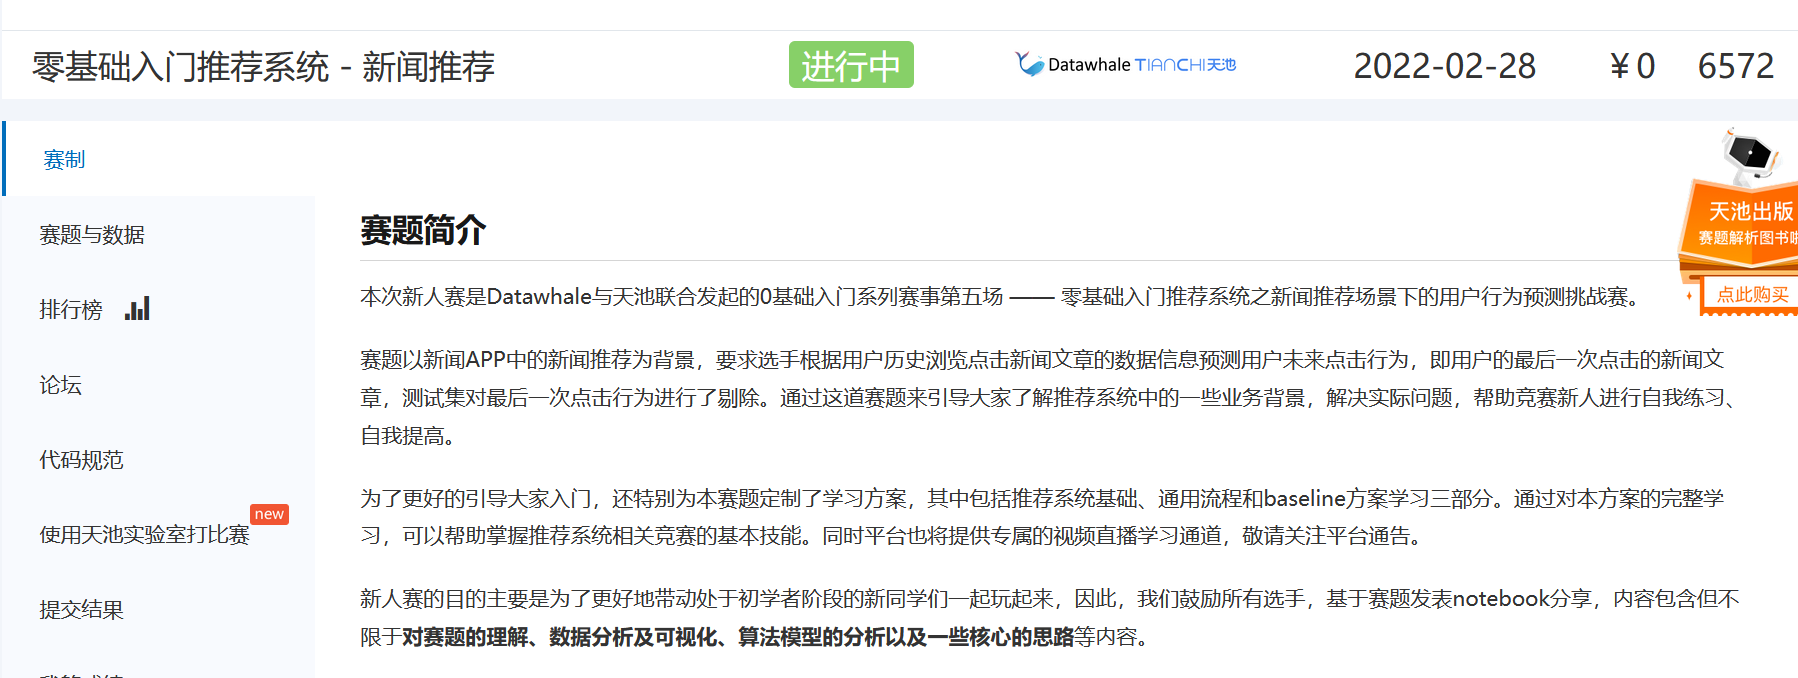 零基础入门推荐系统 - 新闻推荐
进行中
Datawhale TIANCHI天池
2022-02-28
¥0
6572
赛制
赛题与数据
排行榜
论坛
代码规范
使用天池实验室打比赛
new
提交结果
赛题简介
本次新人赛是Datawhale与天池联合发起的0基础入门系列赛事第五场 —— 零基础入门推荐系统之新闻推荐场景下的用户行为预测挑战赛。
赛题以新闻APP中的新闻推荐为背景，要求选手根据用户历史浏览点击新闻文章的数据信息预测用户未来点击行为，即用户的最后一次点击的新闻文
章，测试集对最后一次点击行为进行了剔除。通过这道赛题来引导大家了解推荐系统中的一些业务背景，解决实际问题，帮助竞赛新人进行自我练习、
自我提高。
为了更好的引导大家入门，还特别为本赛题定制了学习方案，其中包括推荐系统基础、通用流程和baseline方案学习三部分。通过对本方案的完整学
习，可以帮助掌握推荐系统相关竞赛的基本技能。同时平台也将提供专属的视频直播学习通道，敬请关注平台通告。
新人赛的目的主要是为了更好地带动处于初学者阶段的新同学们一起玩起来，因此，我们鼓励所有选手，基于赛题发表notebook分享，内容包含但不
限于对赛题的理解、数据分析及可视化、算法模型的分析以及一些核心的思路等内容。
天池出版
赛题解析图书
点此购买